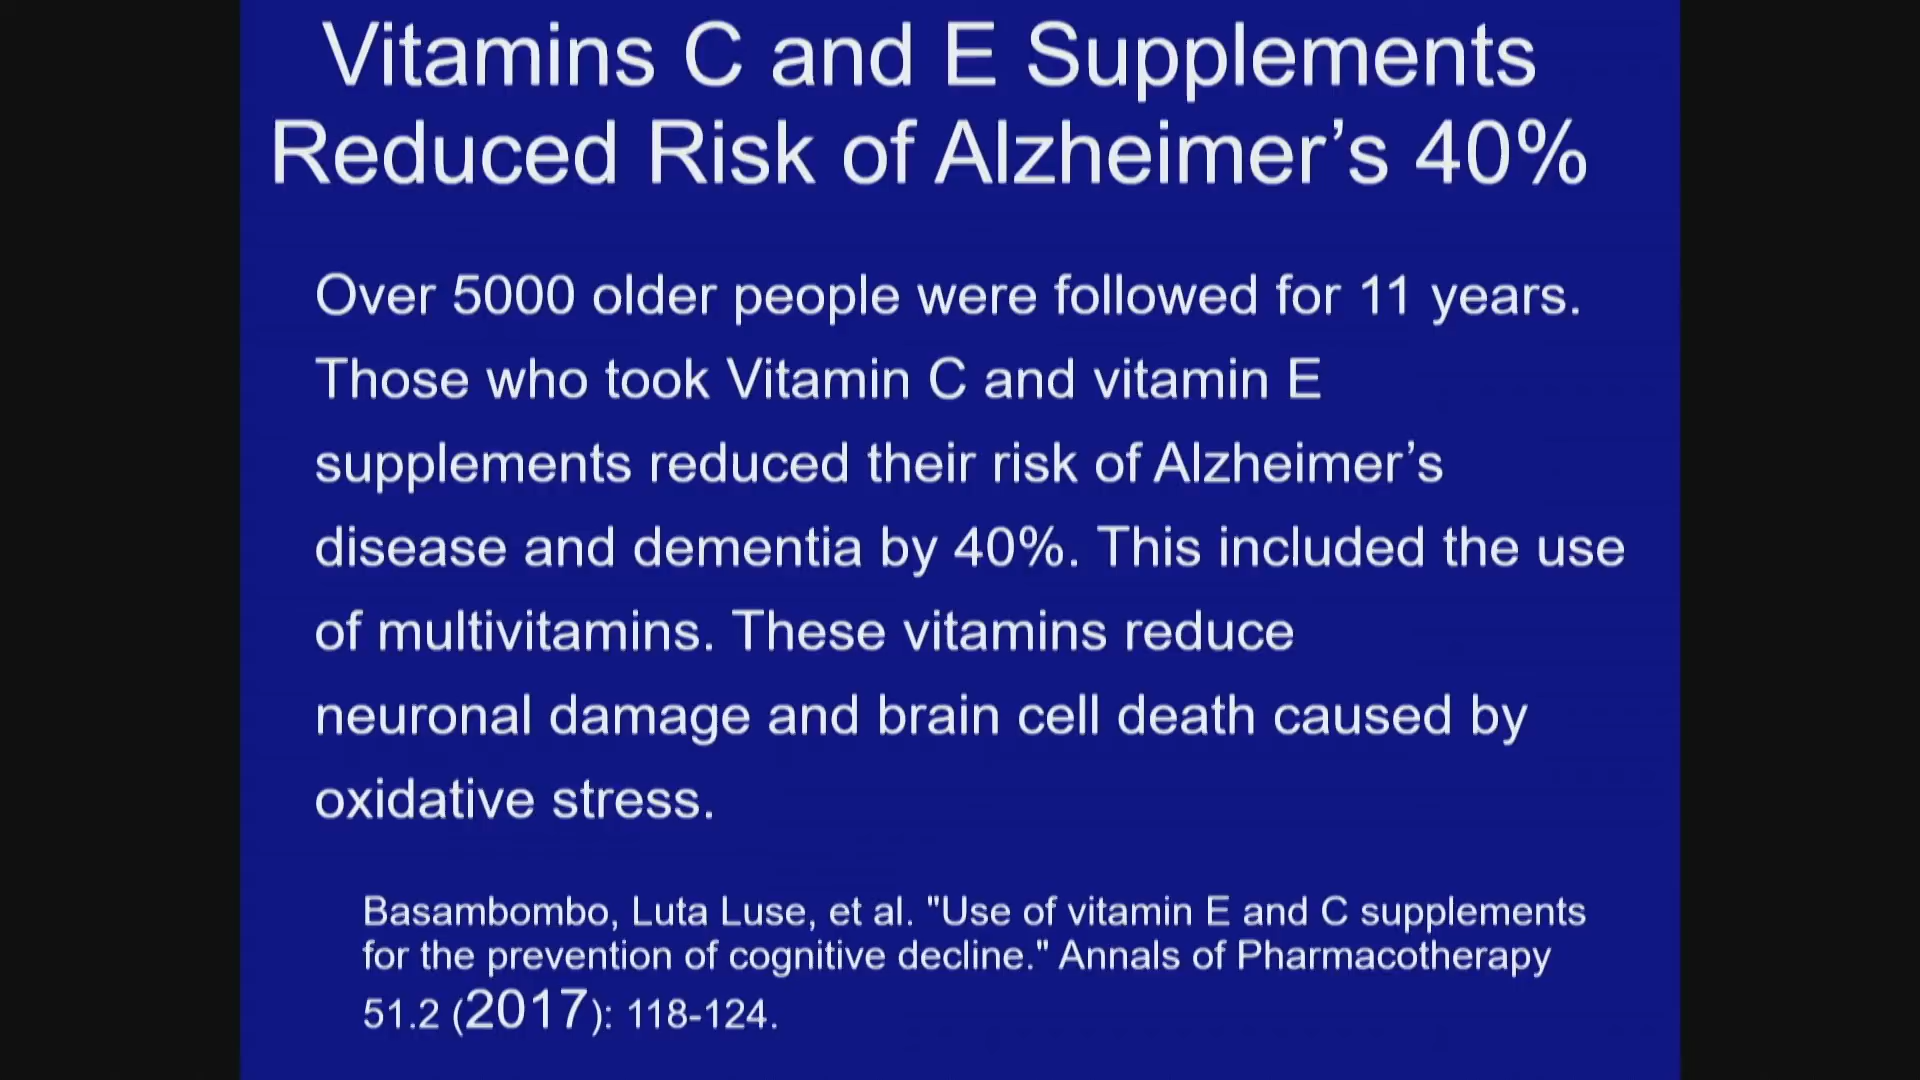 Vitamins C and E Supplements
Reduced Risk of Alzheimer’s 40%
Over 5000 older people were followed for 11 years.
Those who took Vitamin C and vitamin E
supplements reduced their risk of Alzheimer’s
disease and dementia by 40%. This included the use
of multivitamins. These vitamins reduce
neuronal damage and brain cell death caused by
oxidative stress.
Basambombo, Luta Luse, et al. "Use of vitamin E and C supplements
for the prevention of cognitive decline." Annals of Pharmacotherapy
51.2 (2017): 118-124.